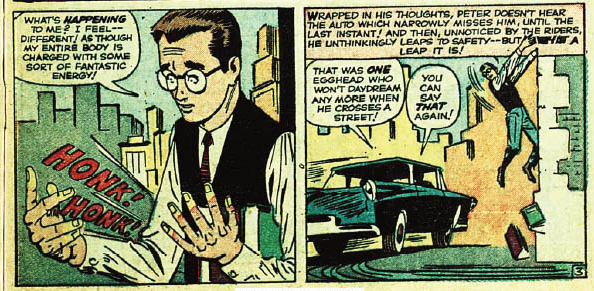 WHAT'S HAPPENING
TO ME? I FEEL--
DIFFERENT! AS THOUGH
MY ENTIRE BODY IS
CHARGED WITH SOME
SORT OF FANTASTIC
ENERGY!
HONK!
HONK!
WRAPPED IN HIS THOUGHTS, PETER DOESN'T HEAR
THE AUTO WHICH NARROWLY MISSES HIM, UNTIL THE
LAST INSTANT! AND THEN, UNNOTICED BY THE RIDERS,
HE UNTHINKINGLY LEAPS TO SAFETY--BUT A
LEAP IT IS!
THAT WAS ONE
EGGHEAD WHO
WON'T DAYDREAM
ANY MORE WHEN
HE CROSSES A
STREET!
YOU
CAN
SAY
THAT
AGAIN!
3